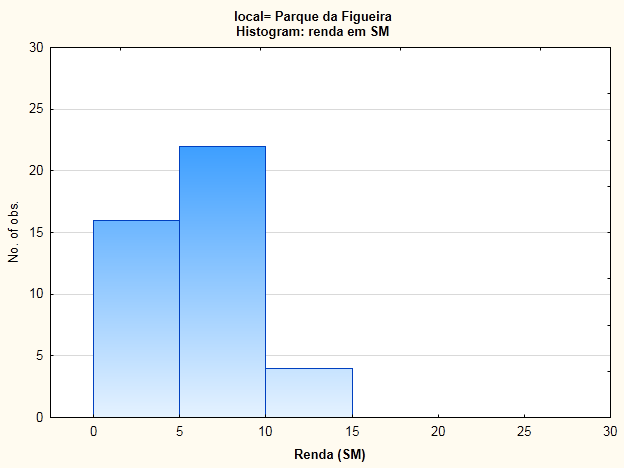 local= Parque da Figueira
Histogram: renda em SM
30
25
20
15
10
5
0
No. of obs.
0 5 10 15 20 25 30
Renda (SM)